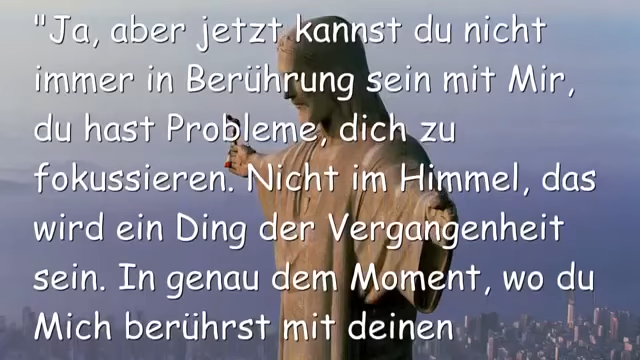 "Ja, aber jetzt kannst du nicht
immer in Berührung sein mit Mir,
du hast Probleme, dich zu
fokussieren. Nicht im Himmel, das
wird ein Ding der Vergangenheit
sein. In genau dem Moment, wo du
Mich berührst mit deinen